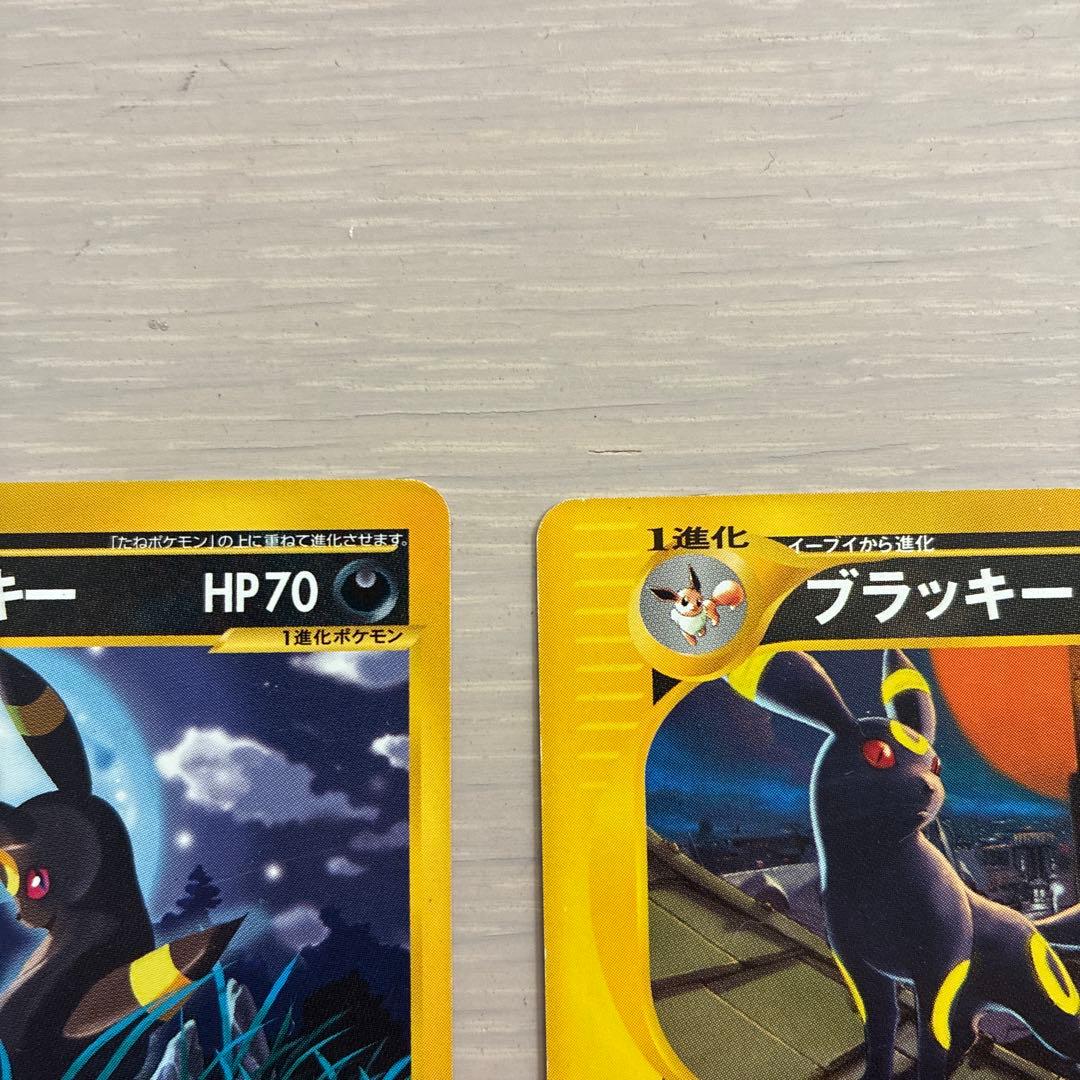 「たねポケモン」の上に重ねて進化させます。
キー HP70
1進化ポケモン
1進化
イーブイから進化
ブラッキー